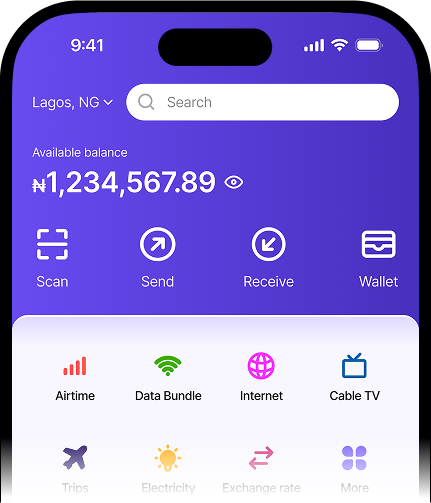 9:41
Lagos, NG
Search
Available balance
₦1,234,567.89
Scan Send Receive Wallet
Airtime Data Bundle Internet Cable TV
Trips Electricity Exchange rate More